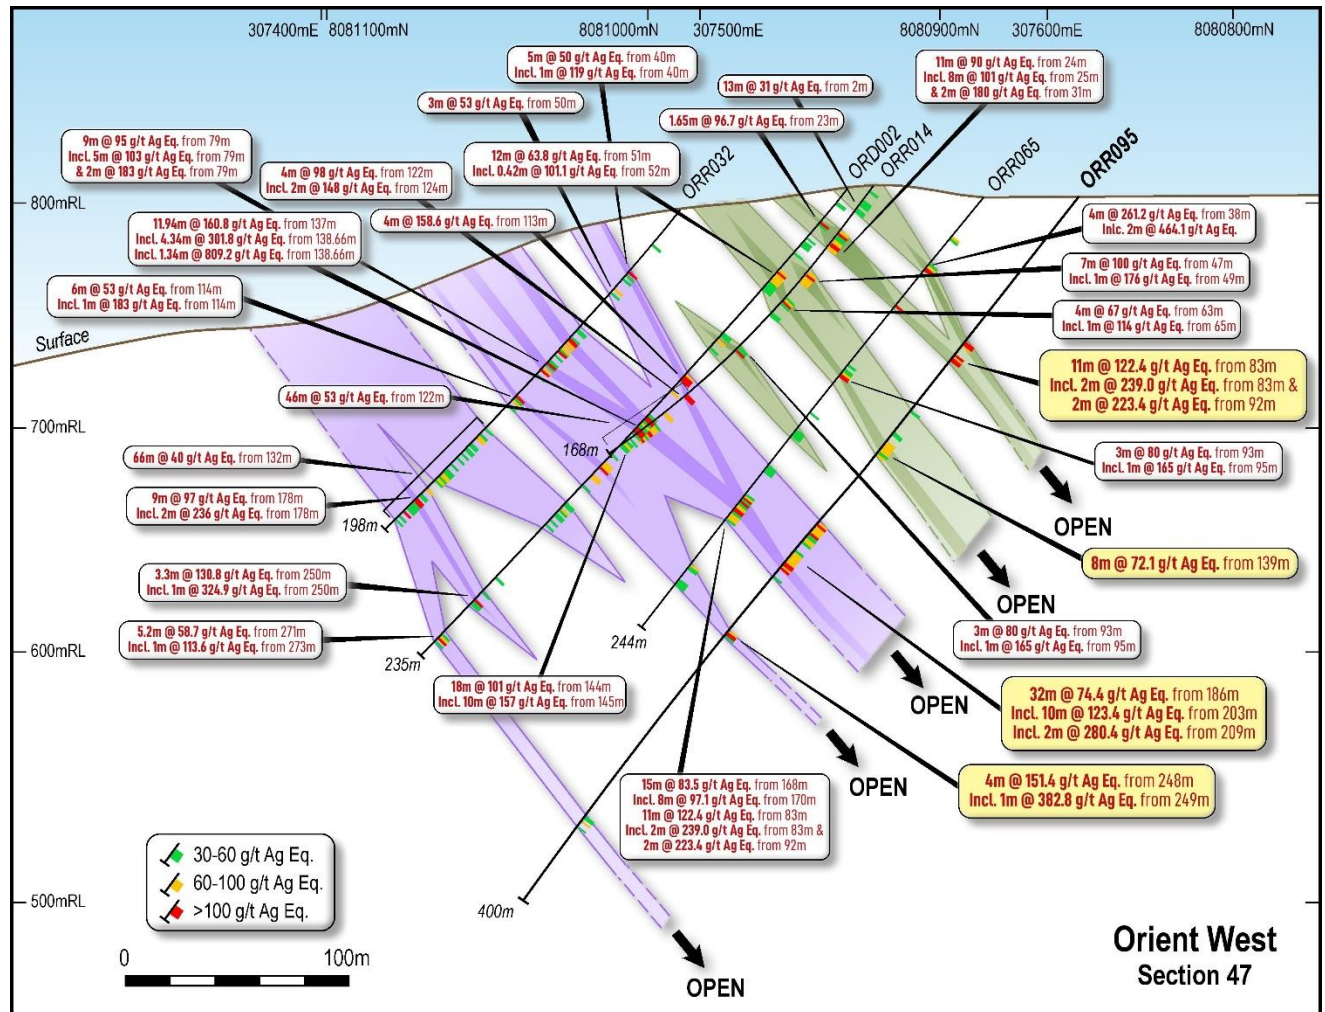 307400mE
8081100mN
8081000mN
307500mE
8080900mN
307600mE
8080800mN
5m @ 50 g/t Ag Eq. from 40m
Incl. 1m @ 119 g/t Ag Eq. from 40m
11m @ 90 g/t Ag Eq. from 24m
Incl. 8m @ 101 g/t Ag Eq. from 25m
& 2m @ 180 g/t Ag Eq. from 31m
13m @ 31 g/t Ag Eq. from 2m
3m @ 53 g/t Ag Eq. from 50m
1.65m @ 96.7 g/t Ag Eq. from 23m
9m @ 95 g/t Ag Eq. from 79m
Incl. 5m @ 103 g/t Ag Eq. from 79m
& 2m @ 183 g/t Ag Eq. from 79m
4m @ 98 g/t Ag Eq. from 122m
Incl. 2m @ 148 g/t Ag Eq. from 124m
12m @ 63.8 g/t Ag Eq. from 51m
Incl. 0.42m @ 101.1 g/t Ag Eq. from 52m
ORR032
ORD002
ORR014
ORR065
ORR095
800mRL
11.94m @ 160.8 g/t Ag Eq. from 137m
Incl. 4.34m @ 301.8 g/t Ag Eq. from 138.66m
Incl. 1.34m @ 809.2 g/t Ag Eq. from 138.66m
4m @ 158.6 g/t Ag Eq. from 113m
4m @ 261.2 g/t Ag Eq. from 38m
Inlc. 2m @ 464.1 g/t Ag Eq.
7m @ 100 g/t Ag Eq. from 47m
Incl. 1m @ 176 g/t Ag Eq. from 49m
6m @ 53 g/t Ag Eq. from 114m
Incl. 1m @ 183 g/t Ag Eq. from 114m
4m @ 67 g/t Ag Eq. from 63m
Incl. 1m @ 114 g/t Ag Eq. from 65m
Surface
11m @ 122.4 g/t Ag Eq. from 83m
Incl. 2m @ 239.0 g/t Ag Eq. from 83m &
2m @ 223.4 g/t Ag Eq. from 92m
46m @ 53 g/t Ag Eq. from 122m
700mRL
168m
66m @ 40 g/t Ag Eq. from 132m
3m @ 80 g/t Ag Eq. from 93m
Incl. 1m @ 165 g/t Ag Eq. from 95m
9m @ 97 g/t Ag Eq. from 178m
Incl. 2m @ 236 g/t Ag Eq. from 178m
198m
OPEN
8m @ 72.1 g/t Ag Eq. from 139m
3.3m @ 130.8 g/t Ag Eq. from 250m
Incl. 1m @ 324.9 g/t Ag Eq. from 250m
OPEN
5.2m @ 58.7 g/t Ag Eq. from 271m
Incl. 1m @ 113.6 g/t Ag Eq. from 273m
3m @ 80 g/t Ag Eq. from 93m
Incl. 1m @ 165 g/t Ag Eq. from 95m
600mRL
235m
244m
18m @ 101 g/t Ag Eq. from 144m
Incl. 10m @ 157 g/t Ag Eq. from 145m
OPEN
32m @ 74.4 g/t Ag Eq. from 186m
Incl. 10m @ 123.4 g/t Ag Eq. from 203m
Incl. 2m @ 280.4 g/t Ag Eq. from 209m
OPEN
4m @ 151.4 g/t Ag Eq. from 248m
Incl. 1m @ 382.8 g/t Ag Eq. from 249m
15m @ 83.5 g/t Ag Eq. from 168m
Incl. 8m @ 97.1 g/t Ag Eq. from 170m
11m @ 122.4 g/t Ag Eq. from 83m
Incl. 2m @ 239.0 g/t Ag Eq. from 83m &
2m @ 223.4 g/t Ag Eq. from 92m
30-60 g/t Ag Eq.
60-100 g/t Ag Eq.
>100 g/t Ag Eq.
500mRL
400m
0
100m
OPEN
Orient West
Section 47